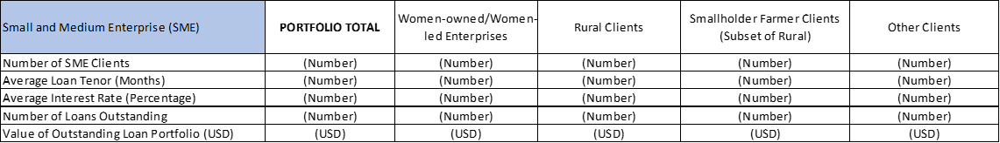 Small and Medium Enterprise (SME) PORTFOLIO TOTAL Women-owned/Women-led Enterprises Rural Clients Smallholder Farmer Clients (Subset of Rural) Other Clients
Number of SME Clients (Number) (Number) (Number) (Number) (Number)
Average Loan Tenor (Months) (Number) (Number) (Number) (Number) (Number)
Average Interest Rate (Percentage) (Number) (Number) (Number) (Number) (Number)
Number of Loans Outstanding (Number) (Number) (Number) (Number) (Number)
Value of Outstanding Loan Portfolio (USD) (USD) (USD) (USD) (USD) (USD)